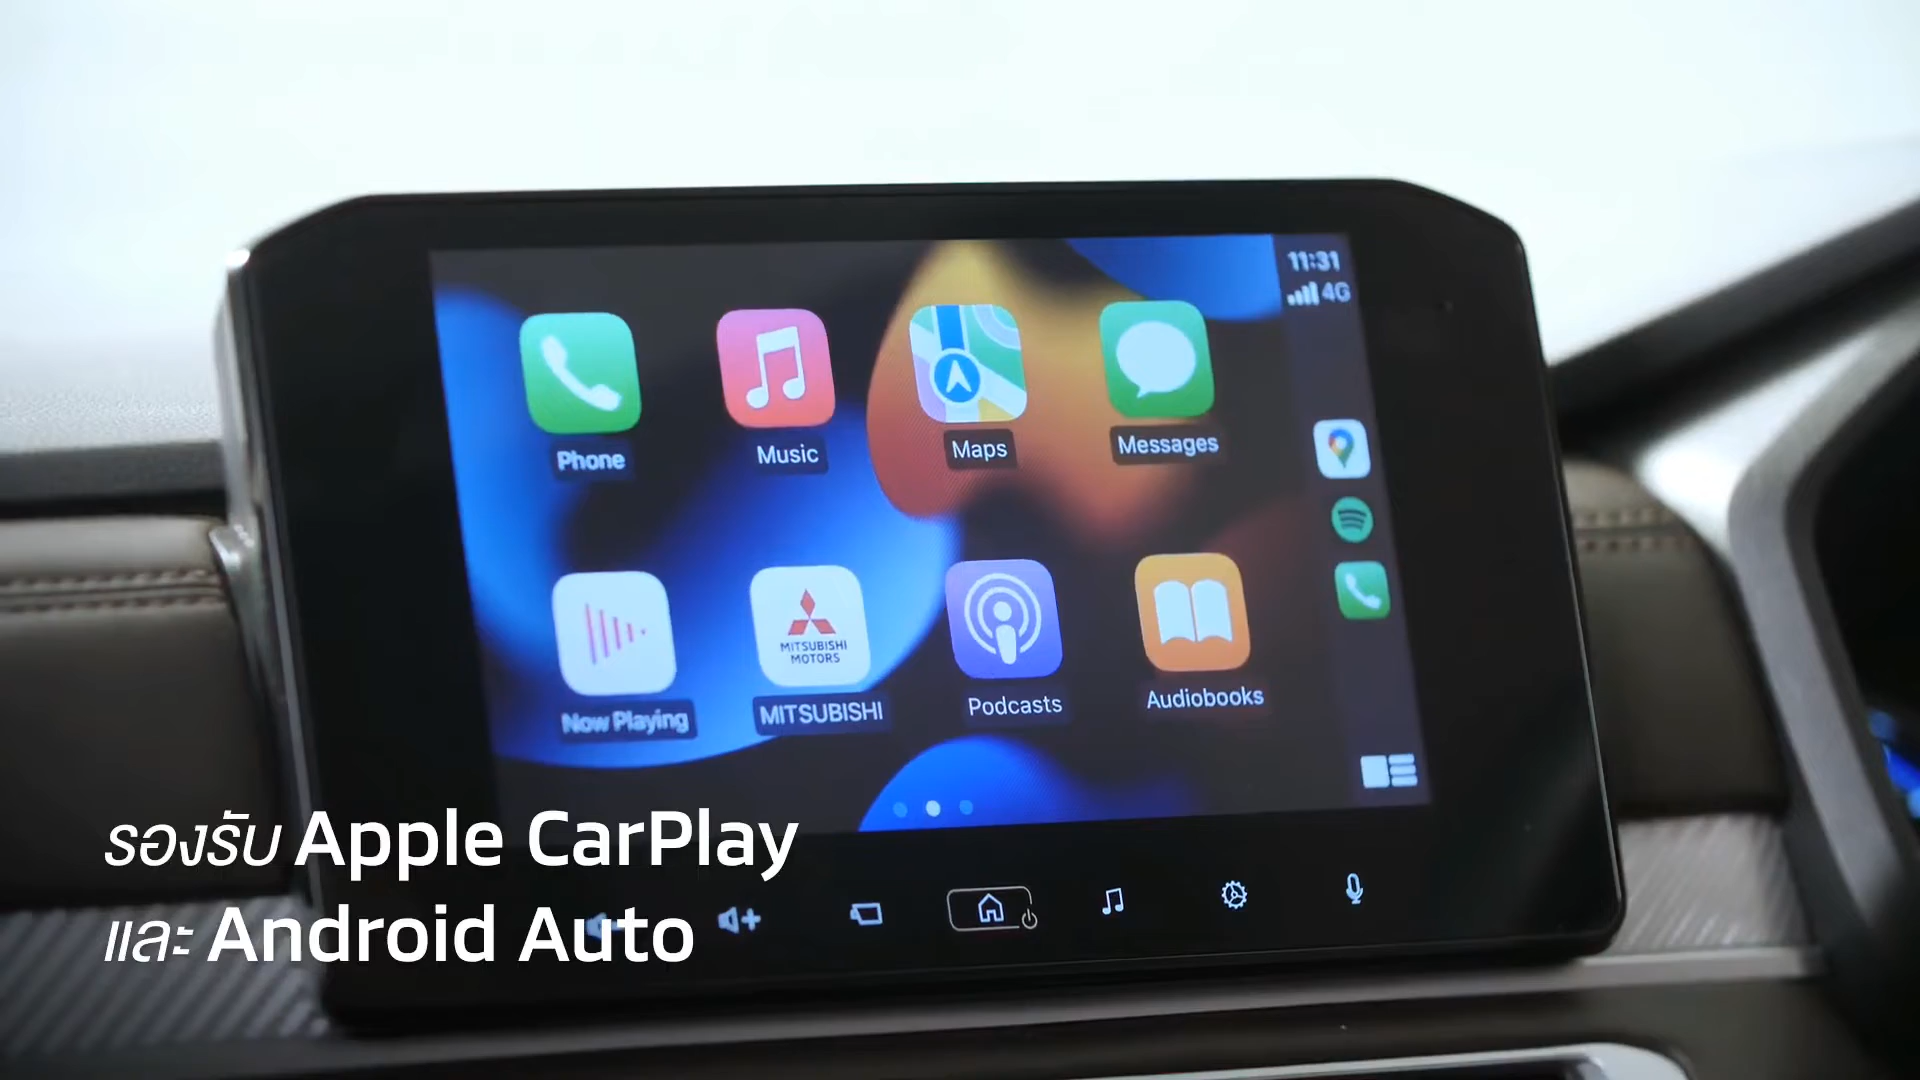 11:31
4G
Phone
Music
Maps
Messages
MITSUBISHI
MOTORS
Now Playing
MITSUBISHI
Podcasts
Audiobooks
รองรับ Apple CarPlay
และ Android Auto